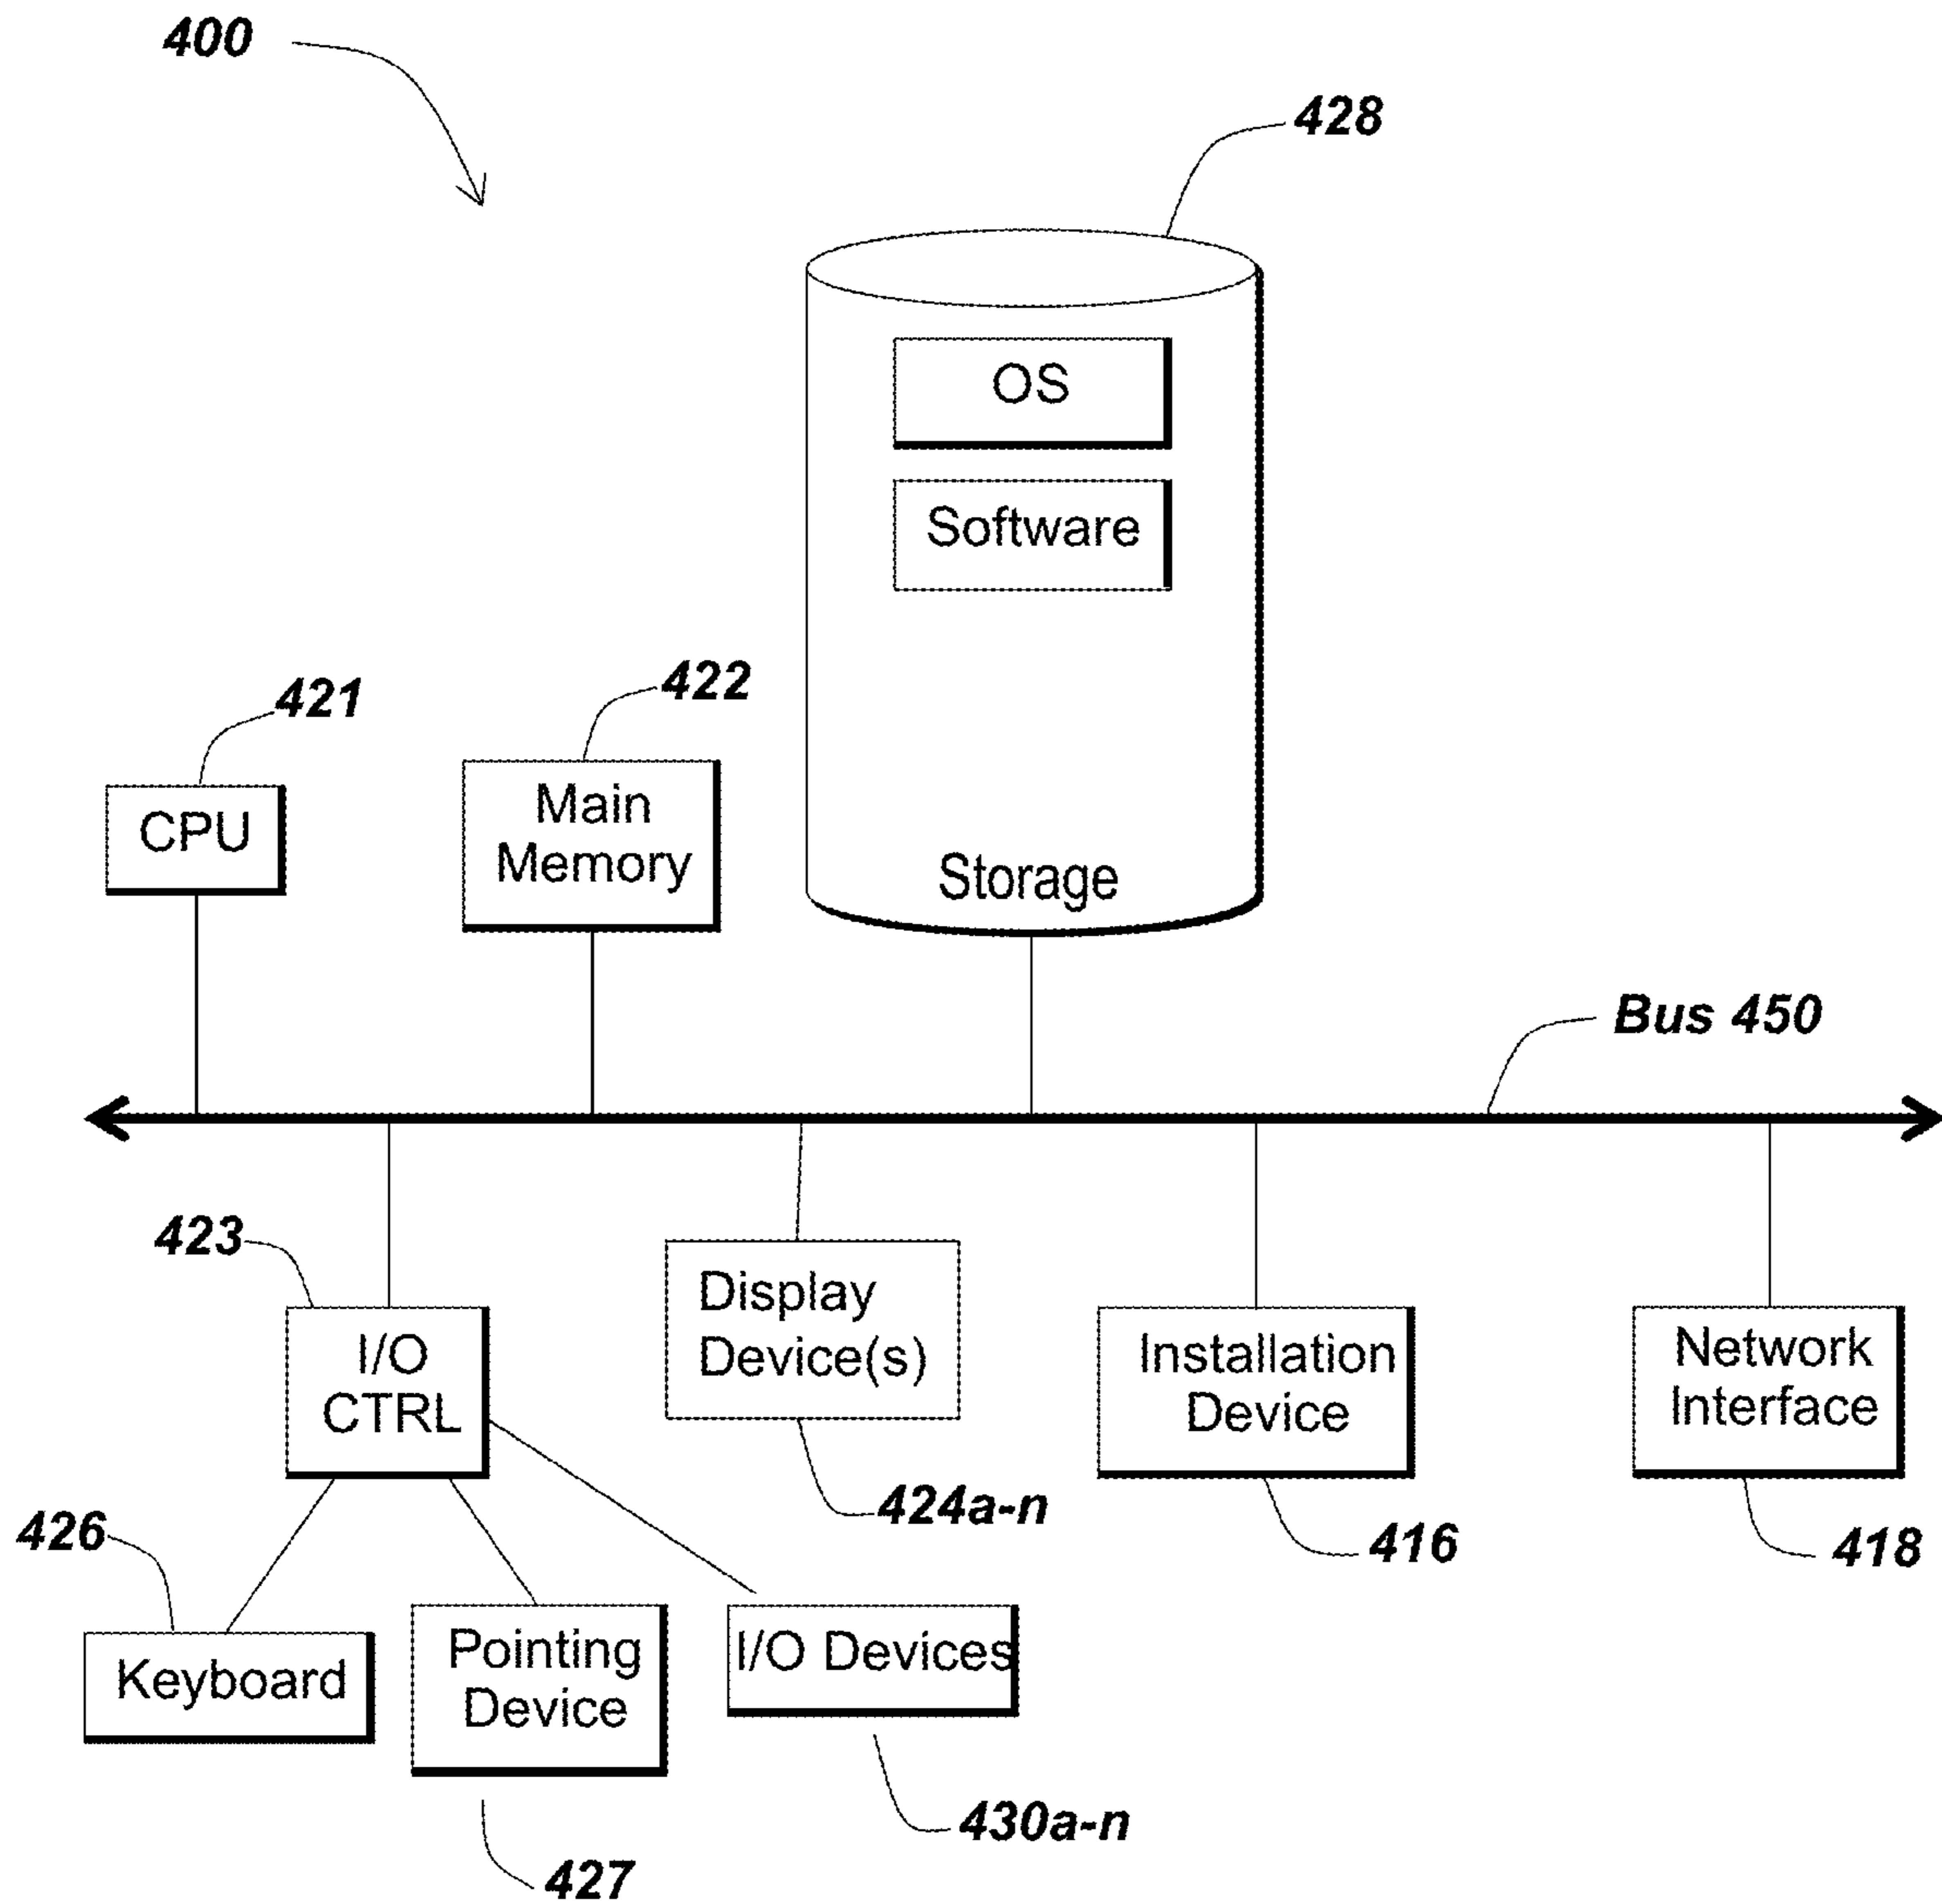 400
428
OS
Software
421
422
CPU
Main
Memory
Storage
Bus 450
423
Display
Device(s)
I/O
CTRL
Installation
Device
Network
Interface
424a-n
416
418
426
Keyboard
Pointing
Device
I/O Devices
430a-n
427